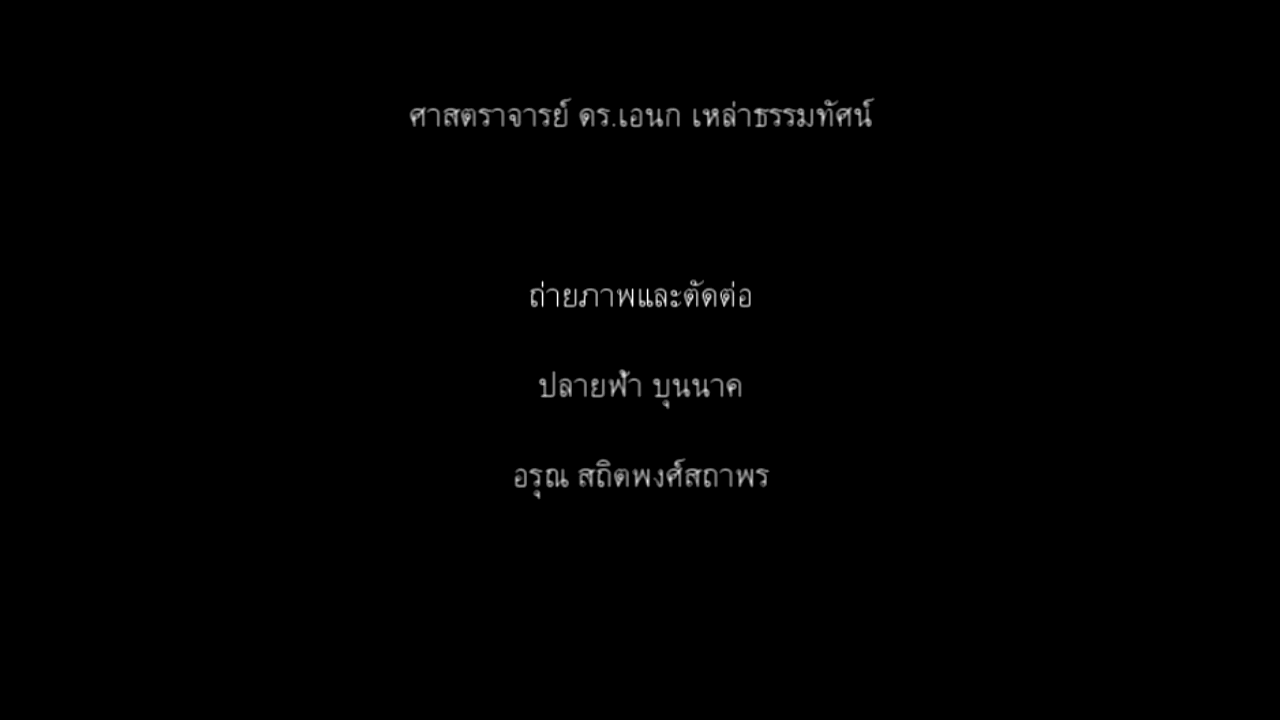 ศาสตราจารย์ ดร.เอนก เหล่าธรรมทัศน์
ถ่ายภาพและตัดต่อ
ปลายฟ้า บุนนาค
อรุณ สถิตพงศ์สถาพร